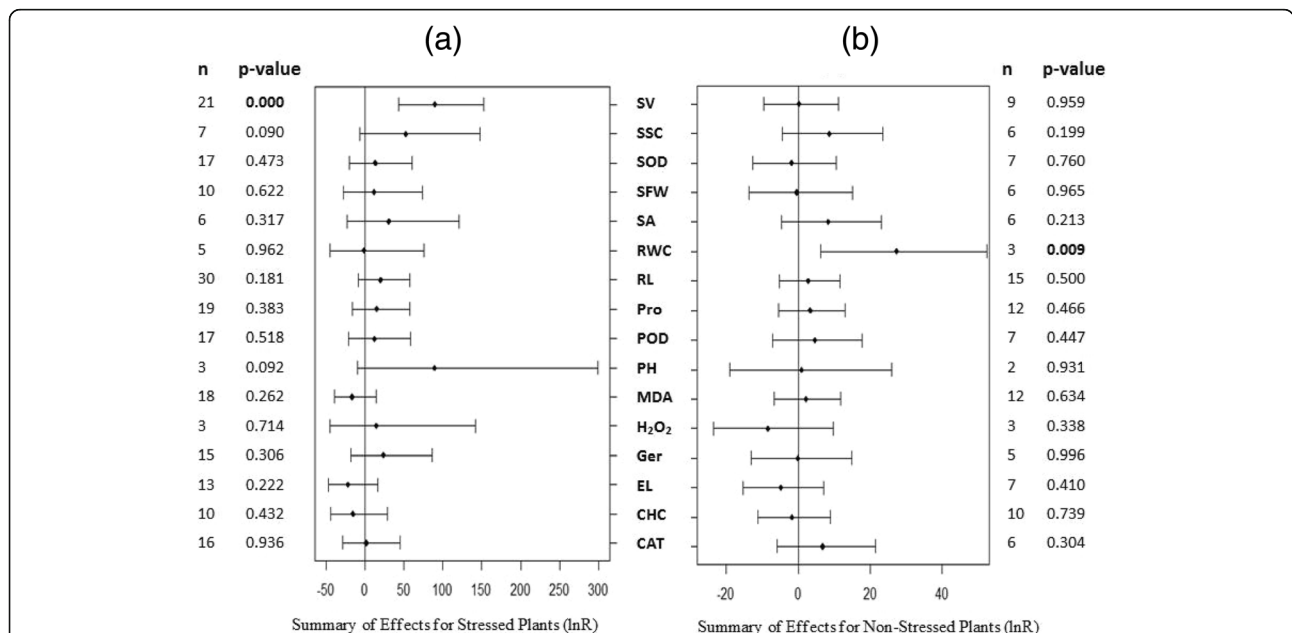 (a) (b)
n p-value n p-value
21 0.000 SV 9 0.959
7 0.090 SSC 6 0.199
17 0.473 SOD 7 0.760
10 0.622 SFW 6 0.965
6 0.317 SA 6 0.213
5 0.962 RWC 3 0.009
30 0.181 RL 15 0.500
19 0.383 Pro 12 0.466
17 0.518 POD 7 0.447
3 0.092 PH 2 0.931
18 0.262 MDA 12 0.634
3 0.714 H₂O₂ 3 0.338
15 0.306 Ger 5 0.996
13 0.222 EL 7 0.410
10 0.432 CHC 10 0.739
16 0.936 CAT 6 0.304
-50 0 50 100 150 200 250 300 -20 0 20 40
Summary of Effects for Stressed Plants (lnR) Summary of Effects for Non-Stressed Plants (lnR)